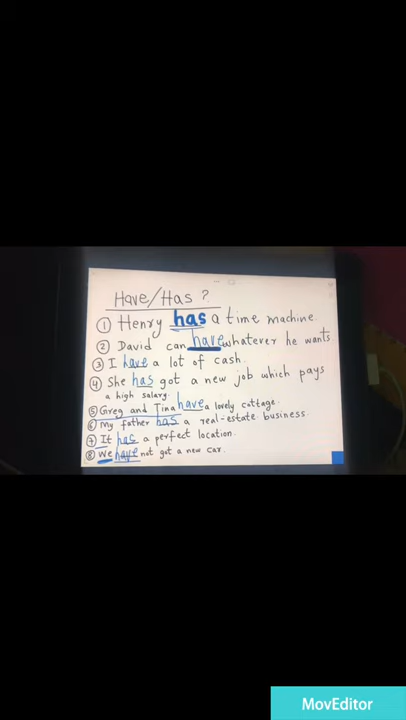 Have/Has ?
① Henry has a time machine.
② David can have whatever he wants
③ I have a lot of cash.
④ She has got a new job which pays
a high salary.
⑤ Greg and Tina have a lovely cottage.
⑥ My father has a real-estate business.
⑦ It has a perfect location.
⑧ We have not got a new car.
MovEditor